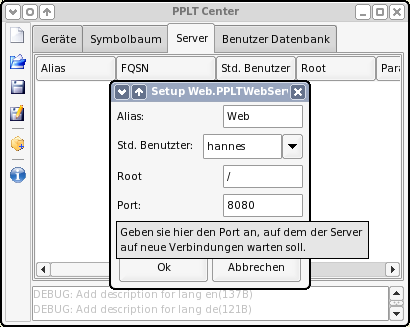 PPLT Center
Geräte Symbolbaum Server Benutzer Datenbank
Alias FQSN Std. Benutzer Root Para
Setup Web.PPLTWebServ
Alias: Web
Std. Benutzter: hannes
Root /
Port: 8080
Geben sie hier den Port an, auf dem der Server
auf neue Verbindungen warten soll.
Ok Abbrechen
DEBUG: Add description for lang en(137B)
DEBUG: Add description for lang de(121B)